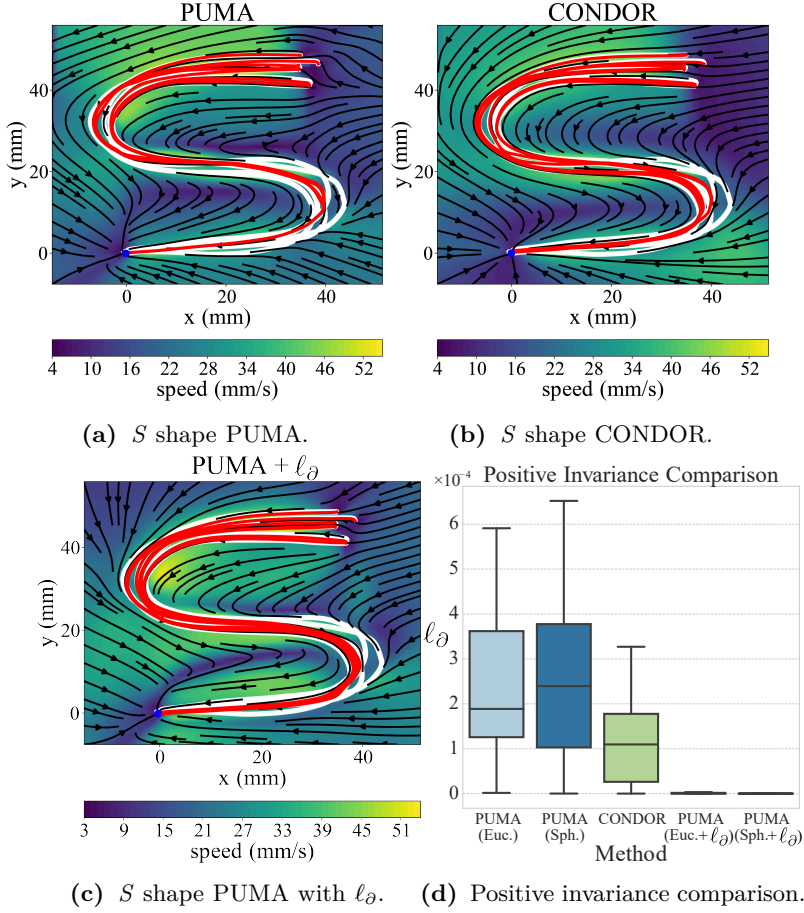 PUMA
CONDOR
y (mm)
40
20
0
0
20
40
x (mm)
4 10 16 22 28 34 40 46 52
speed (mm/s)
y (mm)
40
20
0
0
20
40
x (mm)
4 10 16 22 28 34 40 46 52
speed (mm/s)
(a) S shape PUMA.
(b) S shape CONDOR.
PUMA + ℓ∂
y (mm)
40
20
0
0
20
40
x (mm)
3 9 15 21 27 33 39 45 51
speed (mm/s)
×10⁻⁴
Positive Invariance Comparison
ℓ∂
6
5
4
3
2
1
0
PUMA (Euc.)
PUMA (Sph.)
CONDOR
PUMA (Euc.+ℓ∂)
PUMA (Sph.+ℓ∂)
Method
(c) S shape PUMA with ℓ∂.
(d) Positive invariance comparison.